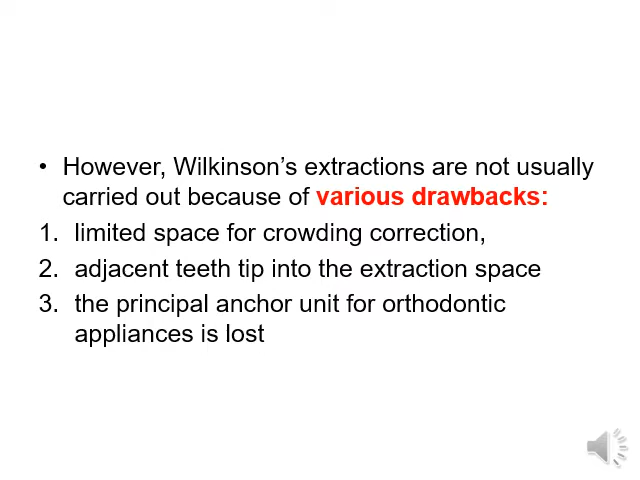 • However, Wilkinson’s extractions are not usually
carried out because of various drawbacks:
1. limited space for crowding correction,
2. adjacent teeth tip into the extraction space
3. the principal anchor unit for orthodontic
appliances is lost